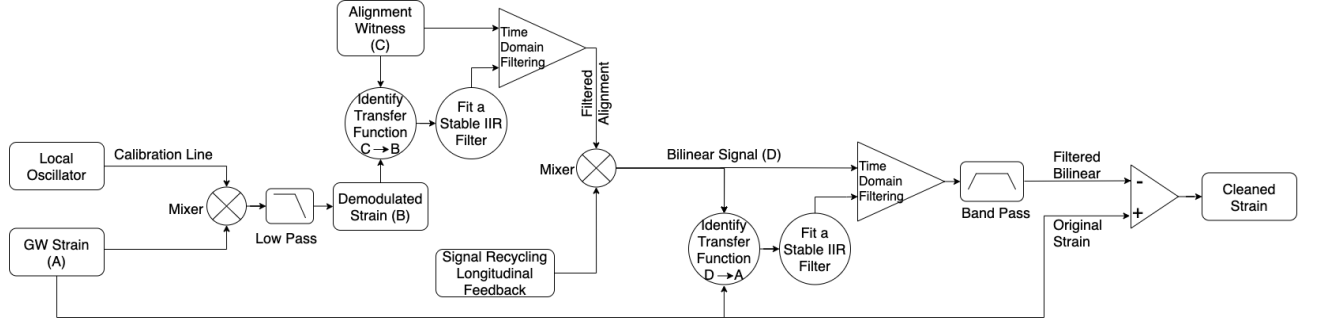 Alignment
Witness
(C)
Time
Domain
Filtering
Identify
Transfer
Function
C→B
Fit a
Stable IIR
Filter
Filtered
Alignment
Local
Oscillator
Calibration Line
Mixer
Low Pass
Demodulated
Strain (B)
GW Strain
(A)
Mixer
Signal Recycling
Longitudinal
Feedback
Bilinear Signal (D)
Identify
Transfer
Function
D→A
Fit a
Stable IIR
Filter
Time
Domain
Filtering
Band Pass
Filtered
Bilinear
-
+
Original
Strain
Cleaned
Strain